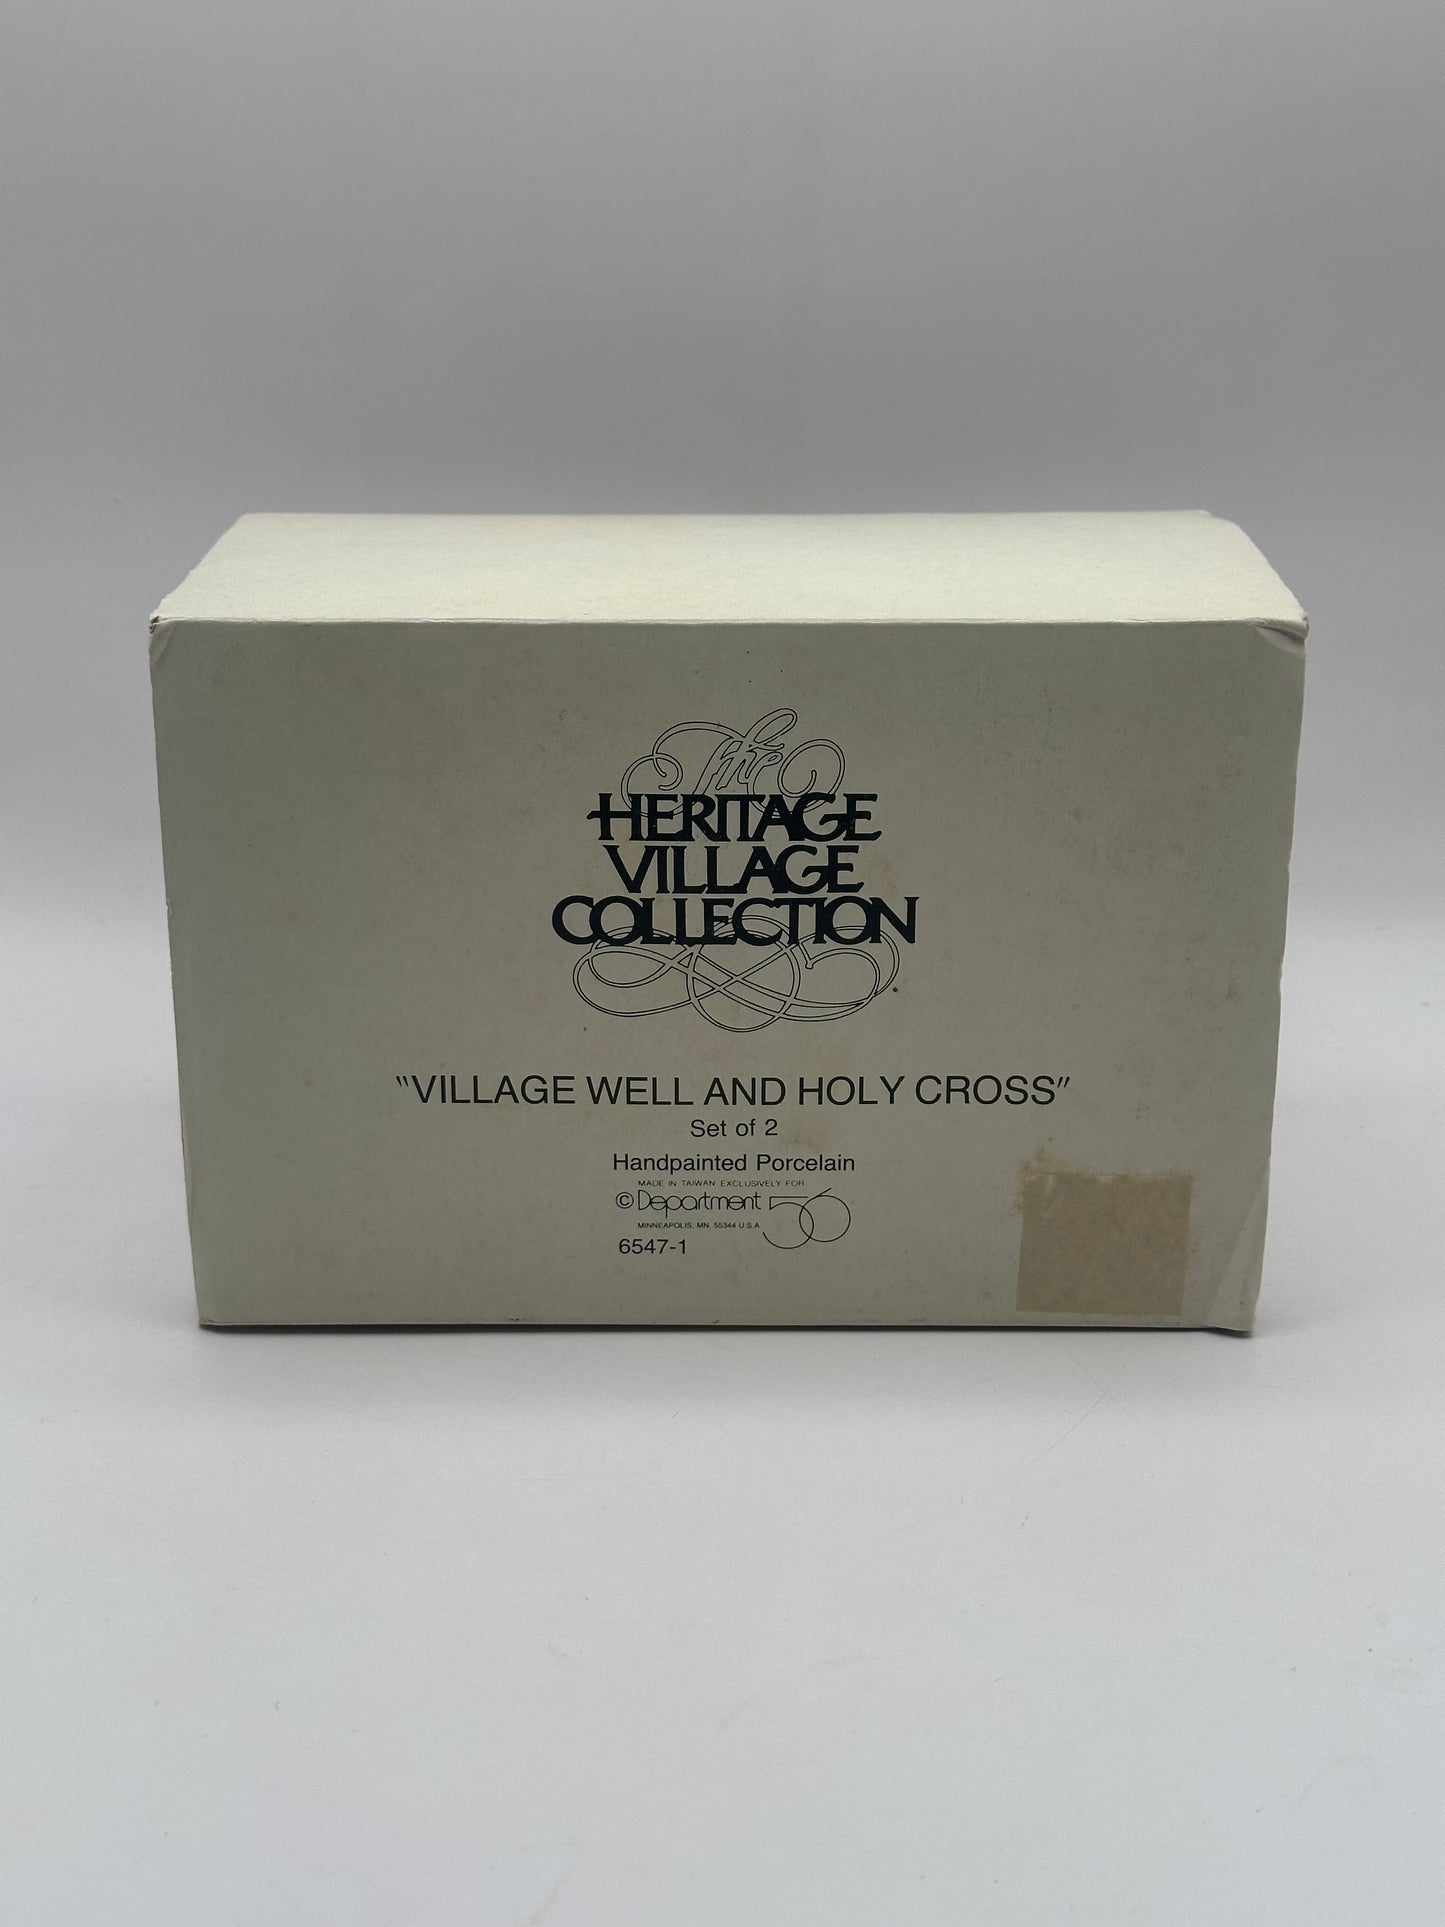 The
HERITAGE
VILLAGE
COLLECTION
"VILLAGE WELL AND HOLY CROSS"
Set of 2
Handpainted Porcelain
MADE IN TAIWAN EXCLUSIVELY FOR
© Department 56
MINNEAPOLIS, MN 55344 U.S.A.
6547-1